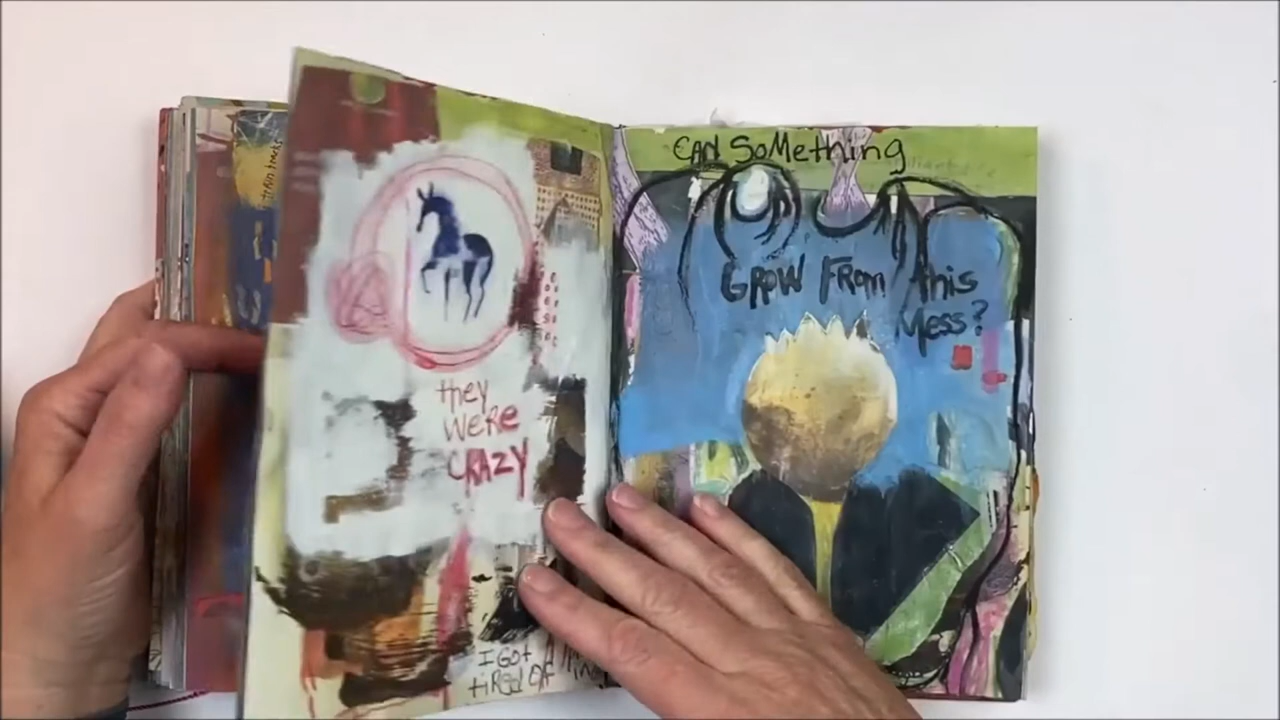 they
WERE
CRAZY
I GOT A
tiRED OF
CAN SoMething
GROW FRom this
Mess?